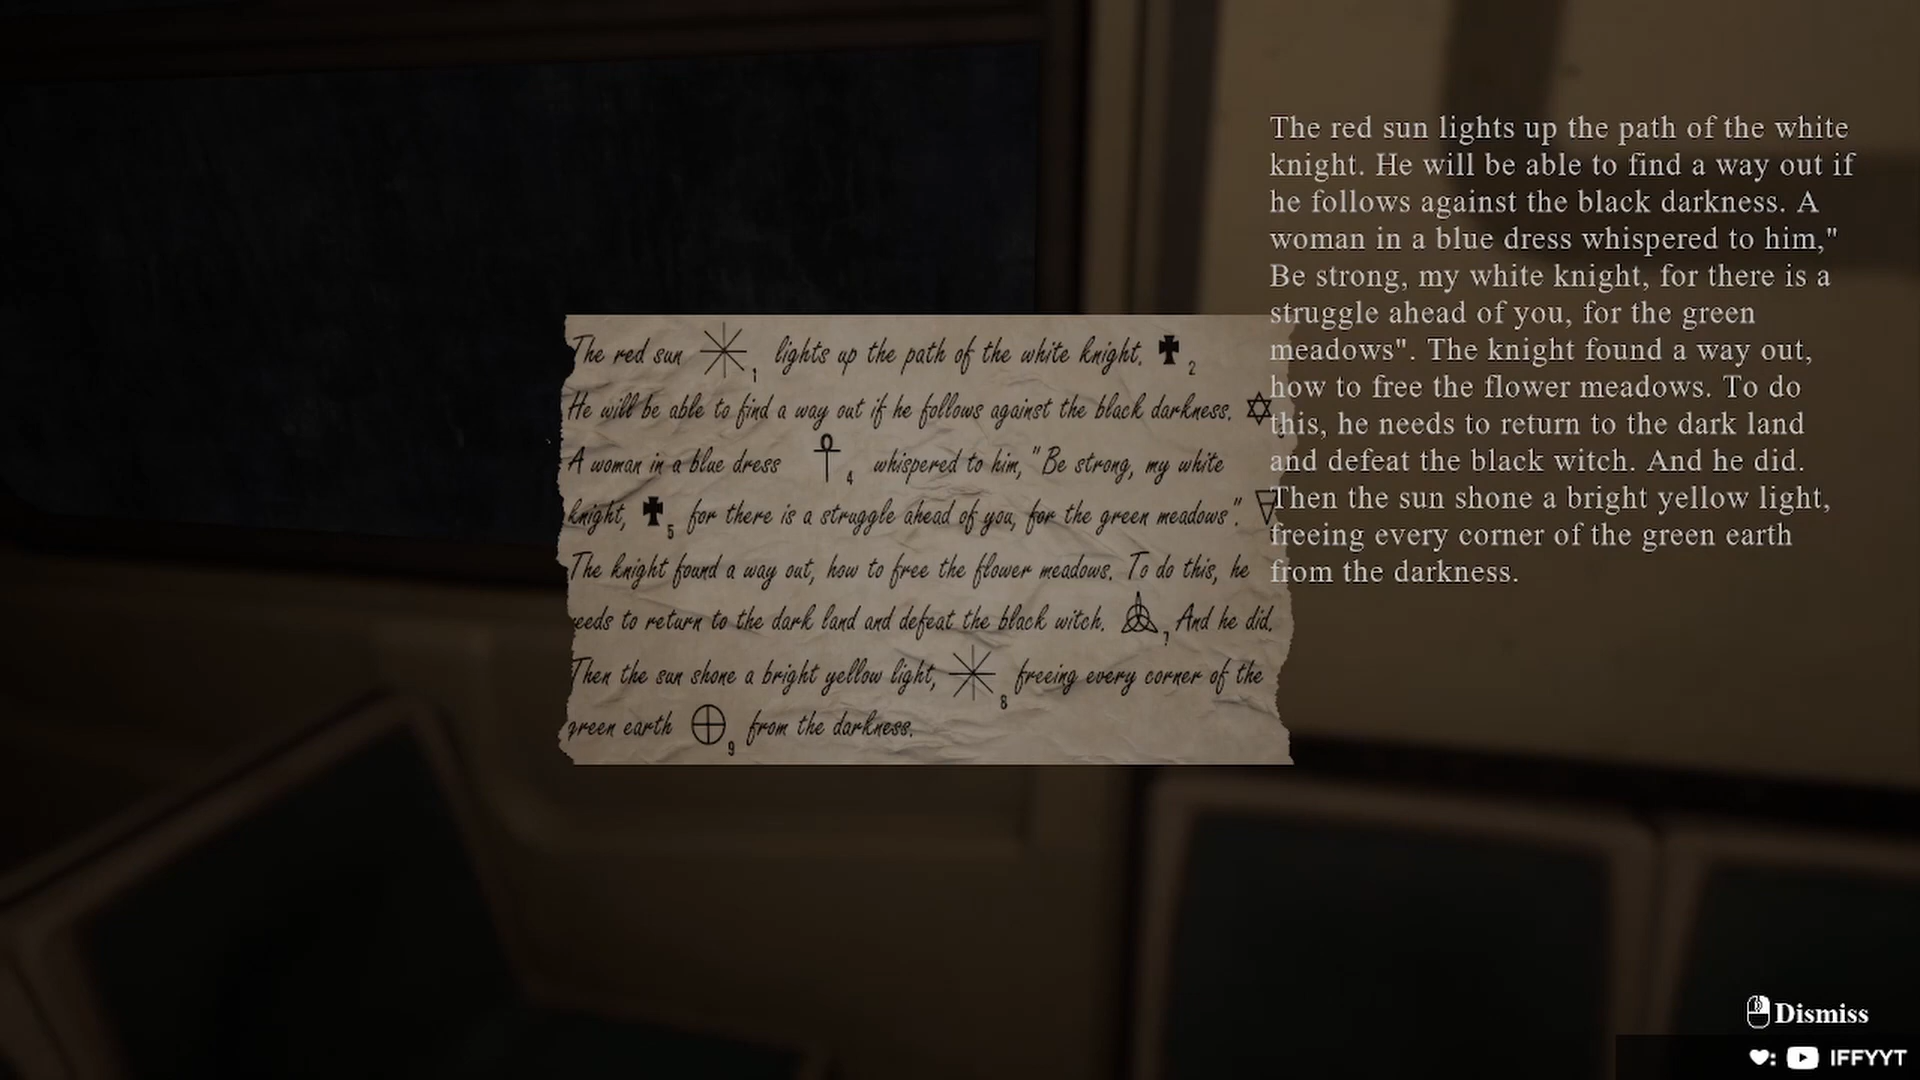 The red sun 1 lights up the path of the white knight. 2
He will be able to find a way out if he follows against the black darkness.
A woman in a blue dress 4 whispered to him, "Be strong, my white
knight, 5 for there is a struggle ahead of you, for the green meadows".
The knight found a way out, how to free the flower meadows. To do this, he
eeds to return to the dark land and defeat the black witch. 7 And he did.
Then the sun shone a bright yellow light, 8 freeing every corner of the
green earth 9 from the darkness.
The red sun lights up the path of the white
knight. He will be able to find a way out if
he follows against the black darkness. A
woman in a blue dress whispered to him,"
Be strong, my white knight, for there is a
struggle ahead of you, for the green
meadows". The knight found a way out,
how to free the flower meadows. To do
this, he needs to return to the dark land
and defeat the black witch. And he did.
Then the sun shone a bright yellow light,
freeing every corner of the green earth
from the darkness.
Dismiss
IFFYYT